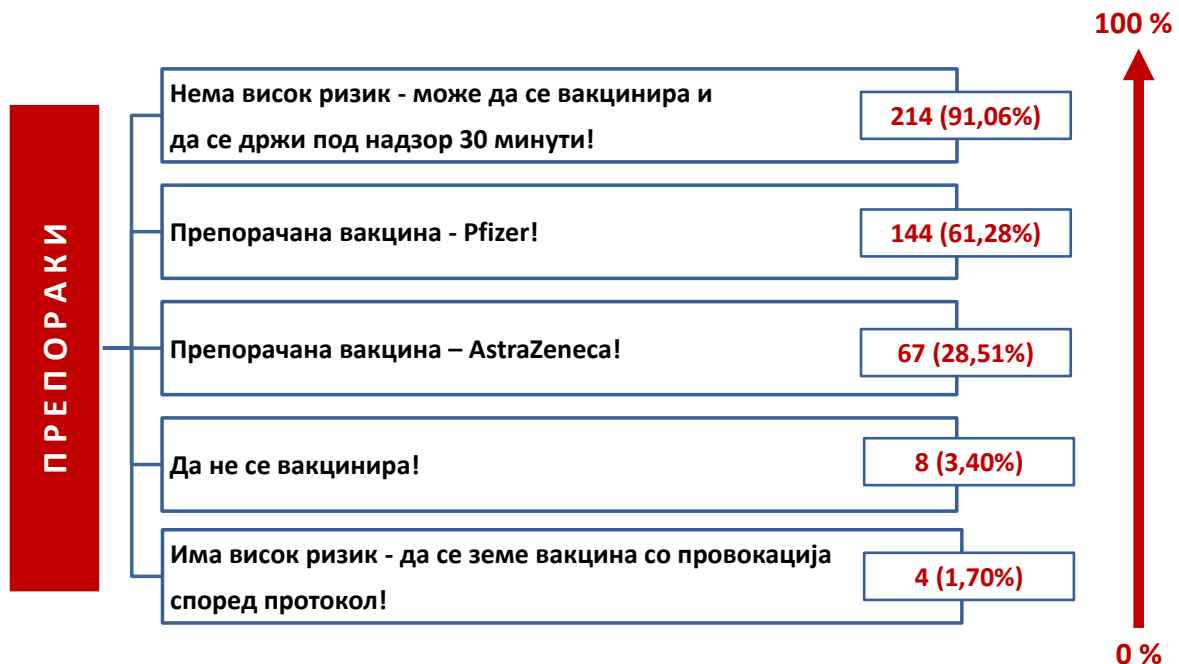 100 %
ПРЕПОРАКИ
Нема висок ризик - може да се вакцинира и
да се држи под надзор 30 минути!
214 (91,06%)
Препорачана вакцина - Pfizer!
144 (61,28%)
Препорачана вакцина – AstraZeneca!
67 (28,51%)
Да не се вакцинира!
8 (3,40%)
Има висок ризик - да се земе вакцина со провокација
според протокол!
4 (1,70%)
0 %